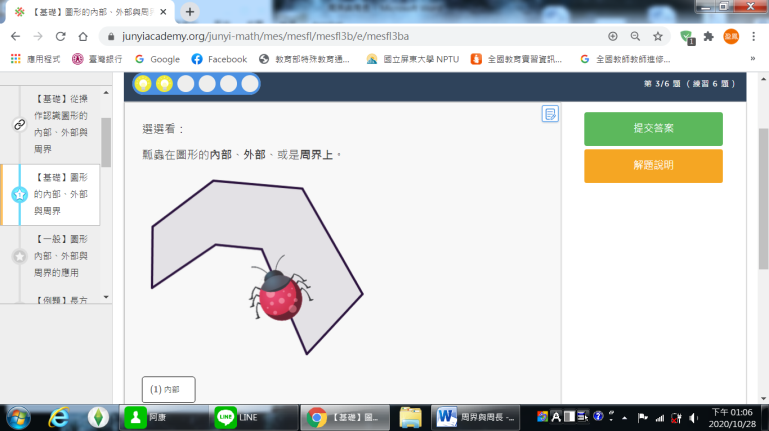 【基礎】圖形的內部、外部與周界
junyiacademy.org/junyi-math/mes/mesfl/mesfl3b/e/mesfl3ba
1
應用程式 臺灣銀行 Google Facebook 教育部特殊教育通... 國立屏東大學 NPTU 全國教育實習資訊... 全國教師教師進修...
»
【基礎】從操
作認識圖形的
內部、外部與
周界
【基礎】圖形
的內部、外部
與周界
【一般】圖形
內部、外部與
周界的應用
【例題】長方
第 3/6 題 ( 練習 6 題 )
選選看：
瓢蟲在圖形的內部、外部、或是周界上。
(1) 內部
提交答案
解題說明
阿康
LINE
【基礎】圖...
周界與周長 -...
下午 01:06
2020/10/28